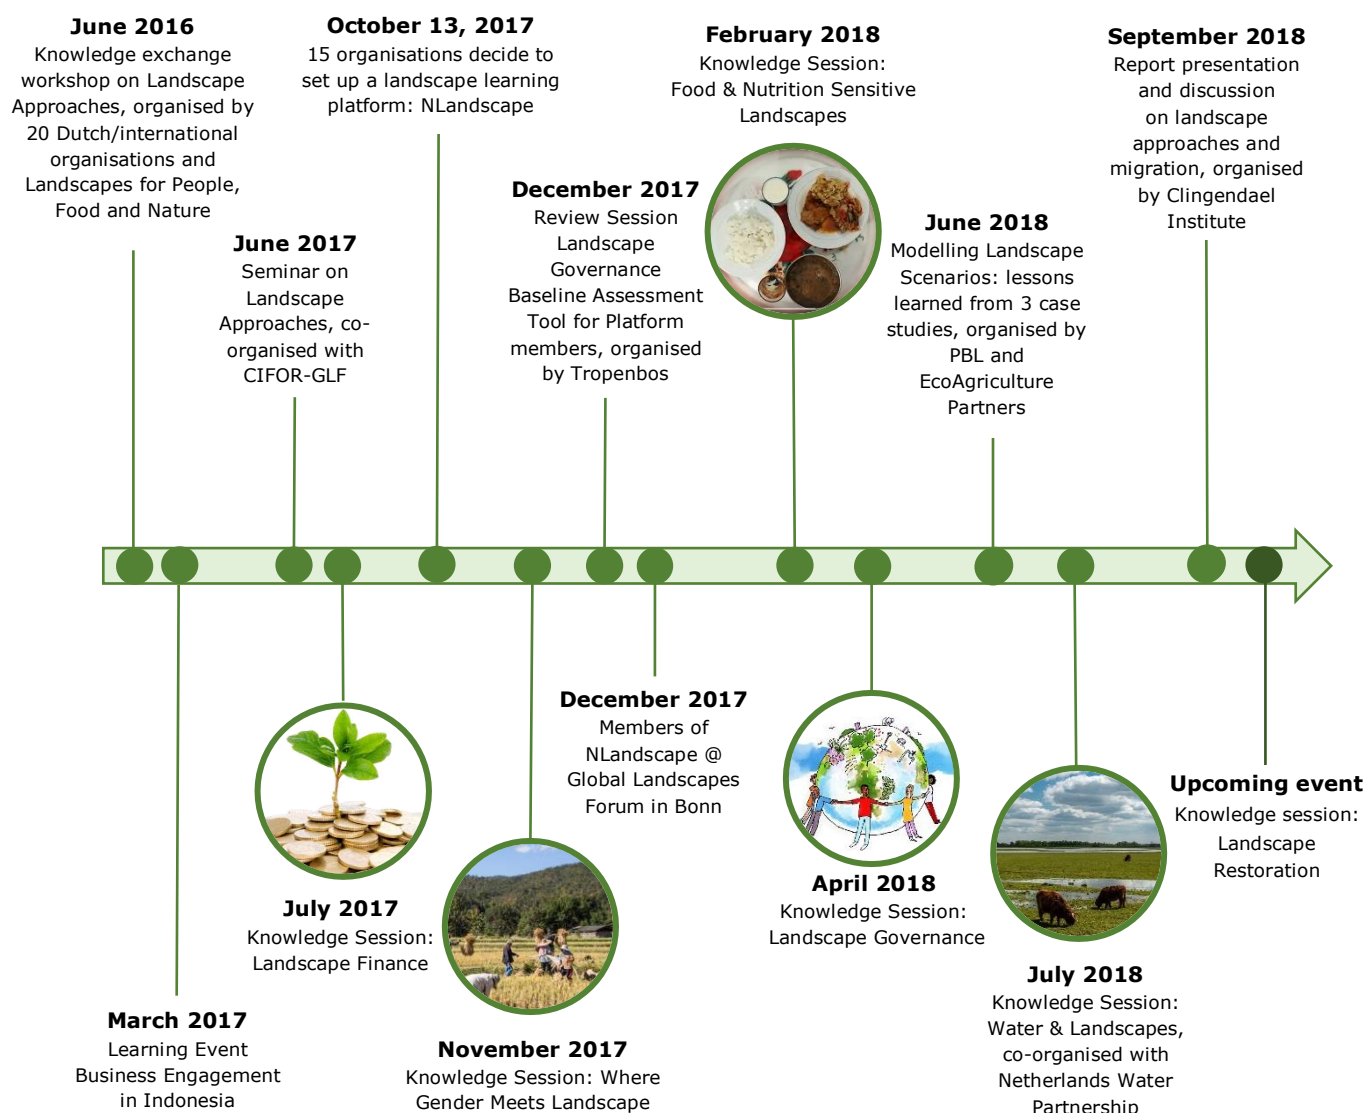 June 2016
Knowledge exchange
workshop on Landscape
Approaches, organised by
20 Dutch/international
organisations and
Landscapes for People,
Food and Nature
October 13, 2017
15 organisations decide to
set up a landscape learning
platform: NLandscape
February 2018
Knowledge Session:
Food & Nutrition Sensitive
Landscapes
September 2018
Report presentation
and discussion
on landscape
approaches and
migration, organised
by Clingendael
Institute
June 2017
Seminar on
Landscape
Approaches, co-
organised with
CIFOR-GLF
December 2017
Review Session
Landscape
Governance
Baseline Assessment
Tool for Platform
members, organised
by Tropenbos
June 2018
Modelling Landscape
Scenarios: lessons
learned from 3 case
studies, organised by
PBL and
EcoAgriculture
Partners
March 2017
Learning Event
Business Engagement
in Indonesia
July 2017
Knowledge Session:
Landscape Finance
November 2017
Knowledge Session: Where
Gender Meets Landscape
December 2017
Members of
NLandscape @
Global Landscapes
Forum in Bonn
April 2018
Knowledge Session:
Landscape Governance
July 2018
Knowledge Session:
Water & Landscapes,
co-organised with
Netherlands Water
Partnership
Upcoming event
Knowledge session:
Landscape
Restoration